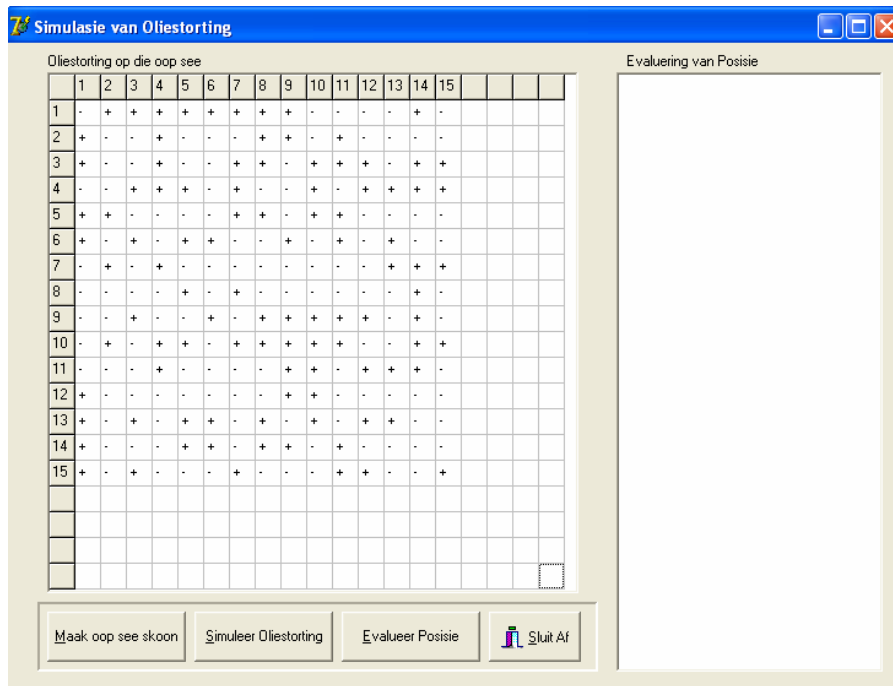 Simulasie van Oliestorting
Oliestorting op die oop see
Evaluering van Posisie
1 2 3 4 5 6 7 8 9 10 11 12 13 14 15
1 - + + + + + + + + - - - - + -
2 + - - + - - - + + - + - - - -
3 + - - + - - + + - + + + - + +
4 - - + + + - + - - + - + + + +
5 + + - - - - + + - + + - - - -
6 + - + - + + - - + - + - + - -
7 - + - + - - - - - - - - + + +
8 - - - - + - + - - - - - - + -
9 - - + - - + - + + + + + - + -
10 - + - + + - + + + + + - - + +
11 - - - + - - - - + + - + + + -
12 + - - - - - - - + + - - - - -
13 + - + - + + - + - + - + + - -
14 + - - - + + - + + - + - - - -
15 + - + - - - + - - - + + - - +
Maak oop see skoon
Simuleer Oliestorting
Evalueer Posisie
Sluit Af